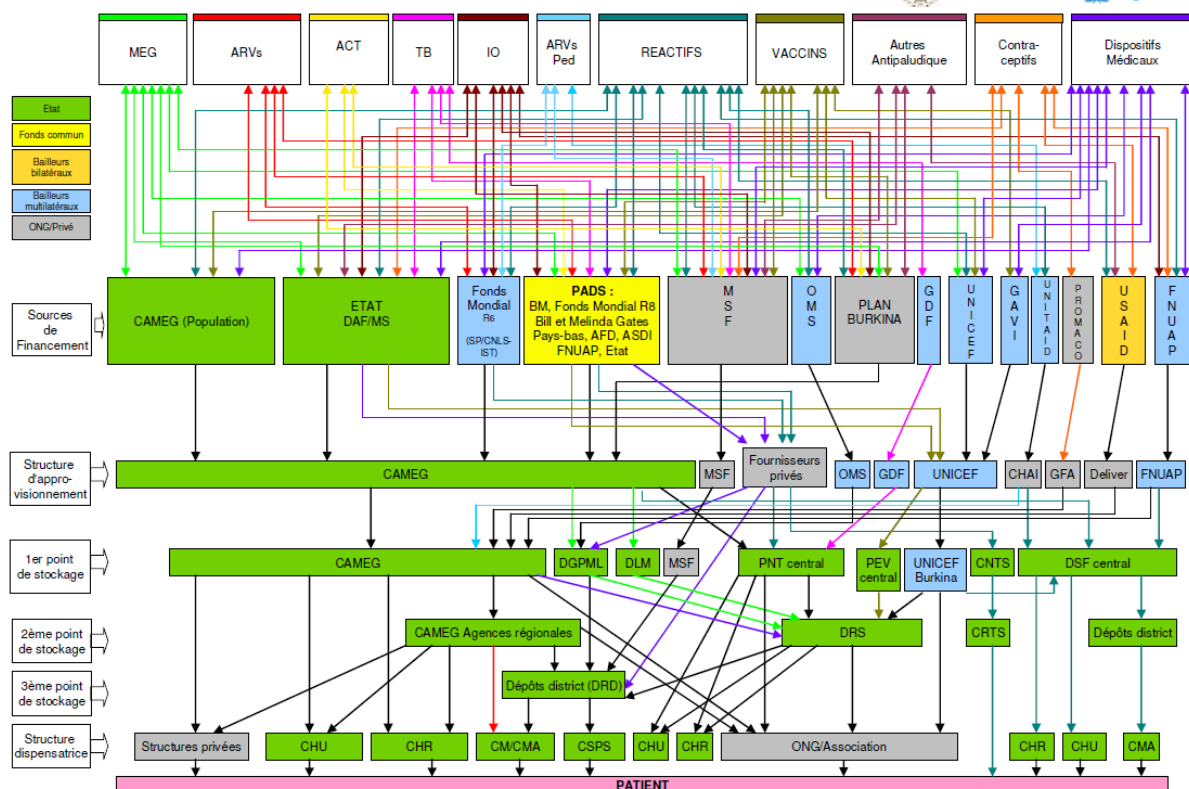 MEG
ARVs
ACT
TB
IO
ARVs
Ped
REACTIFS
VACCINS
Autres
Antipaludique
Contra-
ceptifs
Dispositifs
Médicaux
Etat
Fonds commun
Bailleurs
bilatéraux
Bailleurs
multilatéraux
ONG/Privé
Sources
de
Financement
CAMEG (Population)
ETAT
DAF/MS
Fonds
Mondial
R6
(SP/CNLS-
IST)
PADS :
BM, Fonds Mondial R8
Bill et Melinda Gates
Pays-bas, AFD, ASDI
FNUAP, Etat
M
S
F
O
M
S
PLAN
BURKINA
G
D
F
U
N
I
C
E
F
G
A
V
I
U
N
I
T
A
I
D
P
R
O
M
A
C
O
U
S
A
I
D
F
N
U
A
P
Structure
d'appro-
visionnement
CAMEG
MSF
Fournisseurs
privés
OMS
GDF
UNICEF
CHAI
GFA
Deliver
FNUAP
1er point
de stockage
CAMEG
DGPML
DLM
MSF
PNT central
PEV
central
UNICEF
Burkina
CNTS
DSF central
2ème point
de stockage
CAMEG Agences régionales
DRS
CRTS
Dépôts district
3ème point
de stockage
Dépôts district (DRD)
Structure
dispensatrice
Structures privées
CHU
CHR
CM/CMA
CSPS
CHU
CHR
ONG/Association
CHR
CHU
CMA
PATIENT